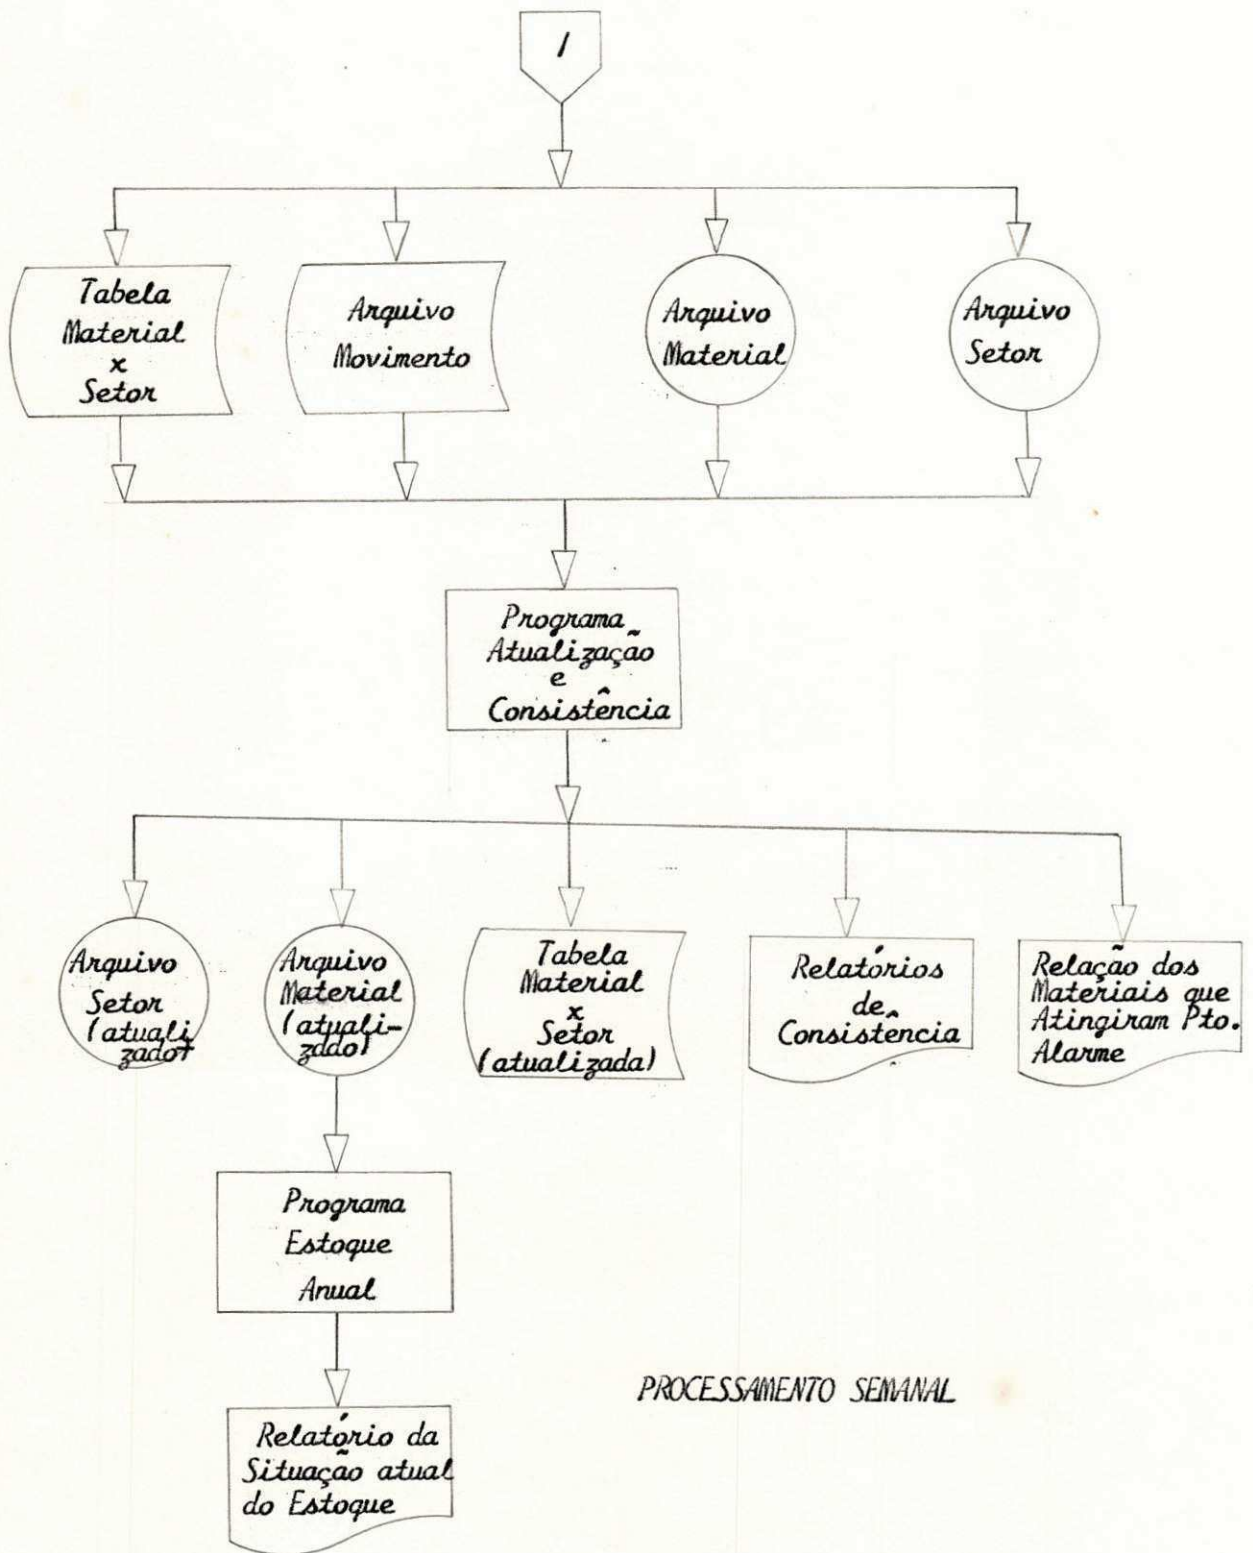 1
Tabela
Material
x
Setor
Arquivo
Movimento
Arquivo
Material
Arquivo
Setor
Programa
Atualização
e
Consistência
Arquivo
Setor
(atuali
zado)
Arquivo
Material
(atuali-
zado)
Tabela
Material
x
Setor
(atualizada)
Relatórios
de
Consistência
Relação dos
Materiais que
Atingiram Pto.
Alarme
Programa
Estoque
Anual
PROCESSAMENTO SEMANAL
Relatório da
Situação atual
do Estoque